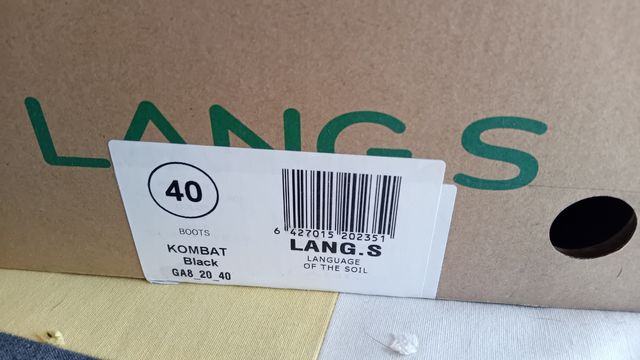 LANG.S
40
BOOTS
KOMBAT
Black
GA8_20_40
6 427015 202351
LANG.S
LANGUAGE
OF THE SOIL